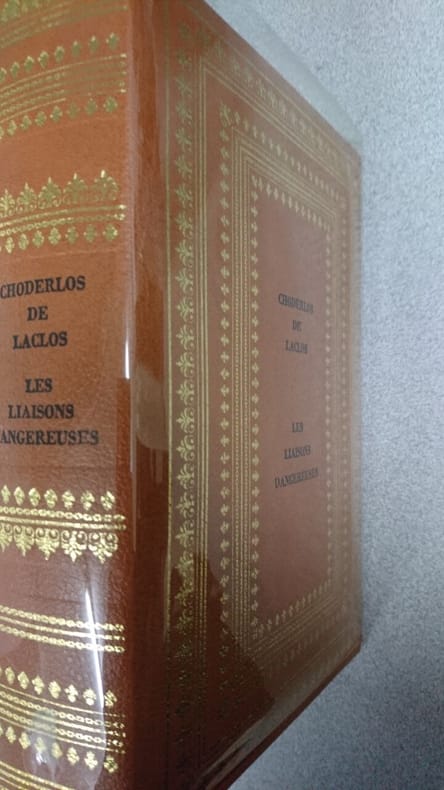 CHODERLOS
DE
LACLOS
LES
LIAISONS
DANGEREUSES
CHODERLOS
DE
LACLOS
LES
LIAISONS
DANGEREUSES